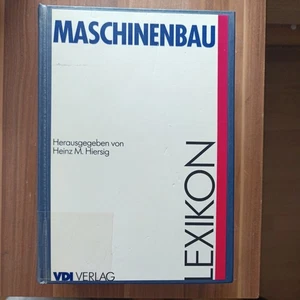 MASCHINENBAU
Herausgegeben von
Heinz M. Hiersig
LEXIKON
VDI VERLAG